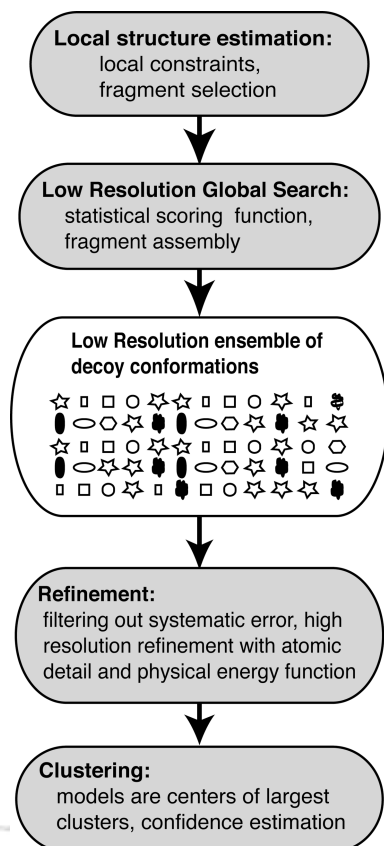 Local structure estimation:
local constraints,
fragment selection
Low Resolution Global Search:
statistical scoring function,
fragment assembly
Low Resolution ensemble of
decoy conformations
Refinement:
filtering out systematic error, high
resolution refinement with atomic
detail and physical energy function
Clustering:
models are centers of largest
clusters, confidence estimation